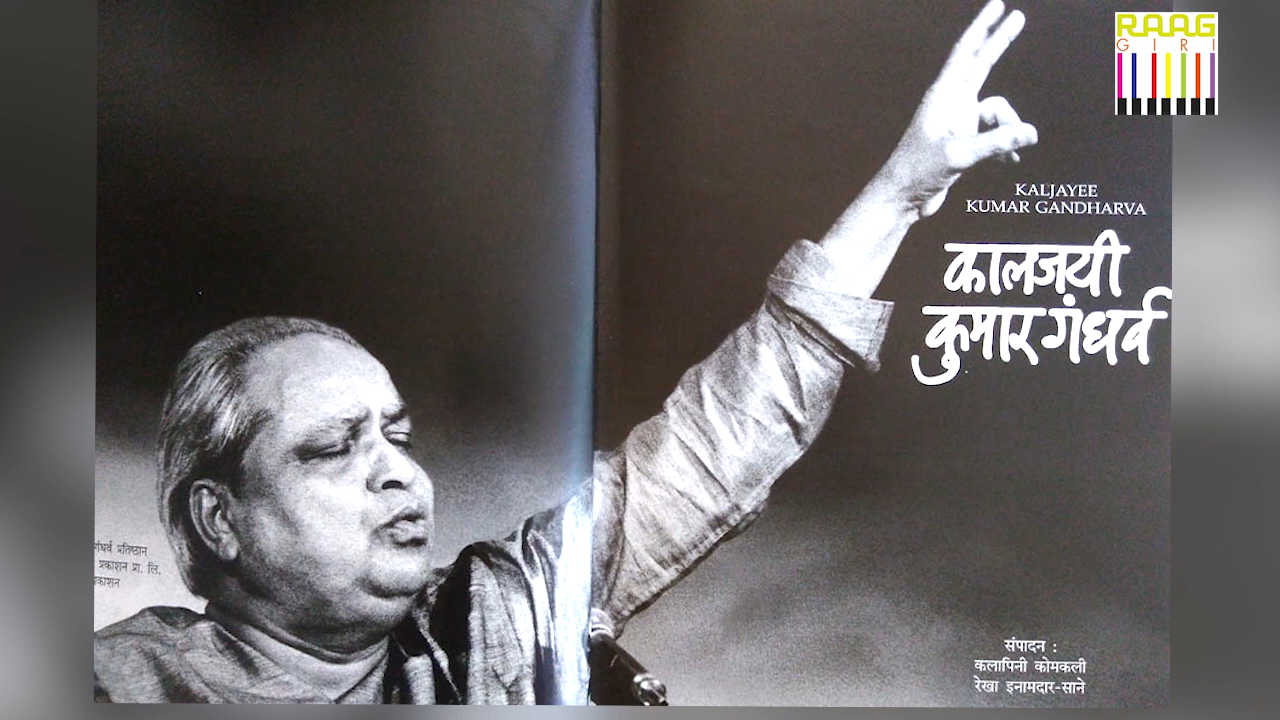 RAAG
GIRI
KALJAYEE
KUMAR GANDHARVA
कालजयी
कुमार गंधर्व
प्रतिष्ठान
प्रकाशन प्रा. लि.
संपादन :
कलापिनी कोमकली
रेखा इनामदार-साने